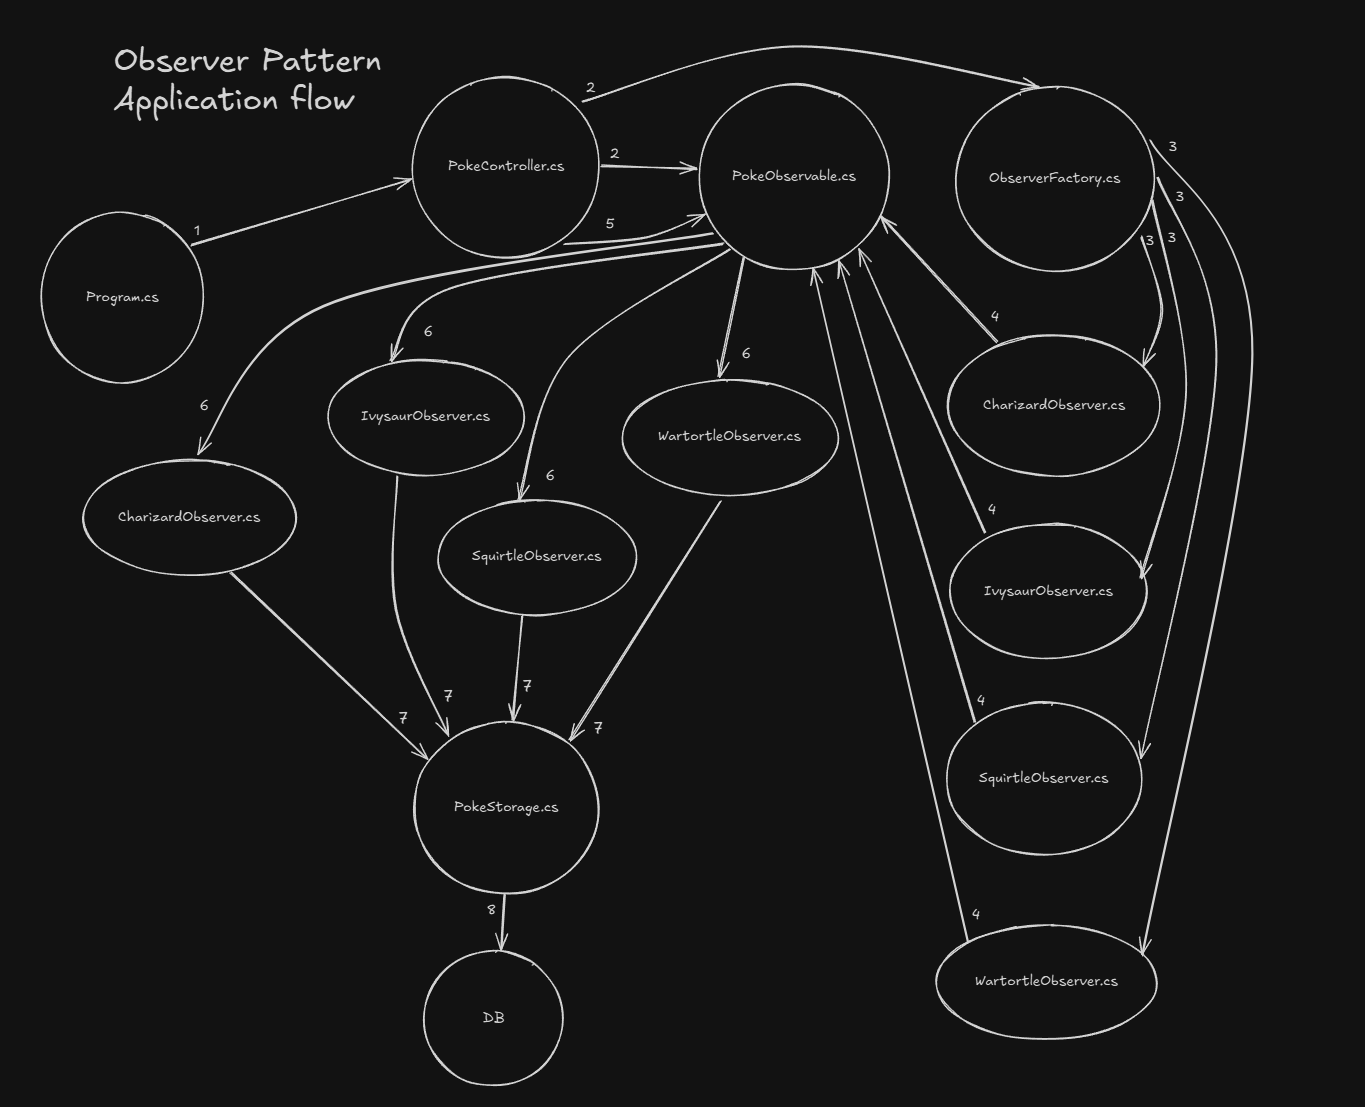 Observer Pattern
Application flow
2
PokeController.cs
2
PokeObservable.cs
ObserverFactory.cs
3
3
3
3
1
5
Program.cs
6
6
4
6
IvysaurObserver.cs
WartortleObserver.cs
CharizardObserver.cs
6
CharizardObserver.cs
SquirtleObserver.cs
4
IvysaurObserver.cs
7
7
7
7
4
SquirtleObserver.cs
PokeStorage.cs
8
4
WartortleObserver.cs
DB